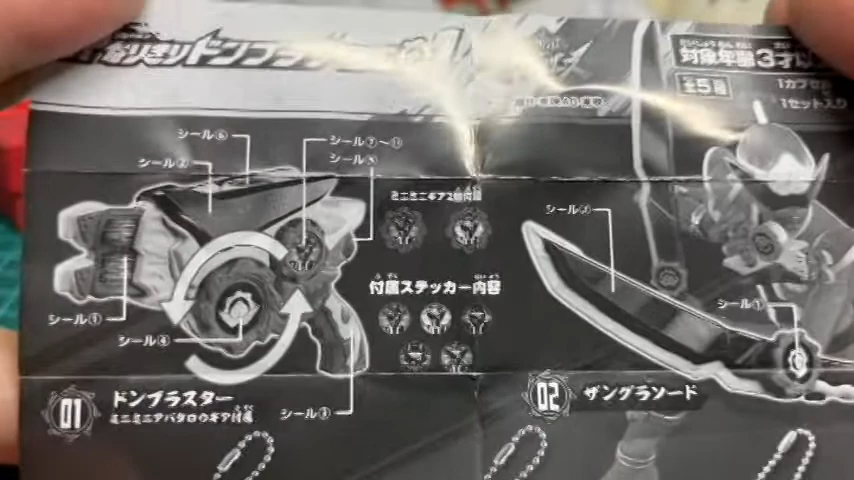 なりきりドンブラ
対象年齢3才以
全5種
1カプセル
1セット入り
シール⑥
シール②
シール⑦～⑪
シール⑤
ミニミニギア2個付属
シール②
付属ステッカー内容
シール①
シール④
シール①
シール③
01 ドンブラスター
ミニミニアバタロウギア付属
02 ザングラソード